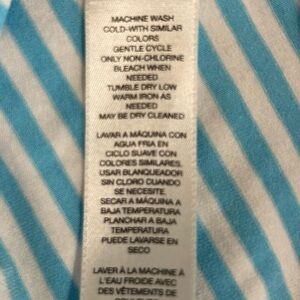 MACHINE WASH
COLD-WITH SIMILAR
COLORS
GENTLE CYCLE
ONLY NON-CHLORINE
BLEACH WHEN
NEEDED
TUMBLE DRY LOW
WARM IRON AS
NEEDED
MAY BE DRY CLEANED
LAVAR A MÁQUINA CON
AGUA FRIA EN
CICLO SUAVE CON
COLORES SIMILARES.
USAR BLANQUEADOR
SIN CLORO CUANDO
SE NECESITE.
SECAR A MÁQUINA A
BAJA TEMPERATURA
PLANCHAR A BAJA
TEMPERATURA
PUEDE LAVARSE EN
SECO
LAVER À LA MACHINE À
L'EAU FROIDE AVEC
DES VÊTEMENTS DE